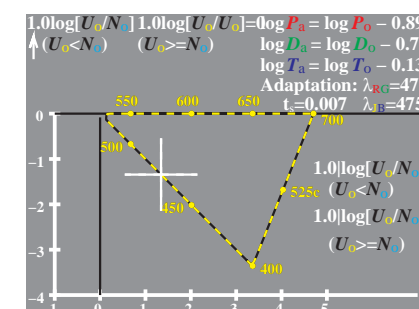 1.0log[Uo/No] 1.0log[Uo/Uo]=0
(Uo<No) (Uo>=No)
log Pa = log Po − 0.89
log Da = log Do − 0.7
log Ta = log To − 0.13
Adaptation: λRG=47
ts=0.007 λJB=475
550 600 650 700
0
500
−1
1.0|log[Uo/No
(Uo<No)
525c
450
−2
1.0|log[Uo/No
(Uo>=No)
−3
400
−4
−1 0 1 2 3 4 5